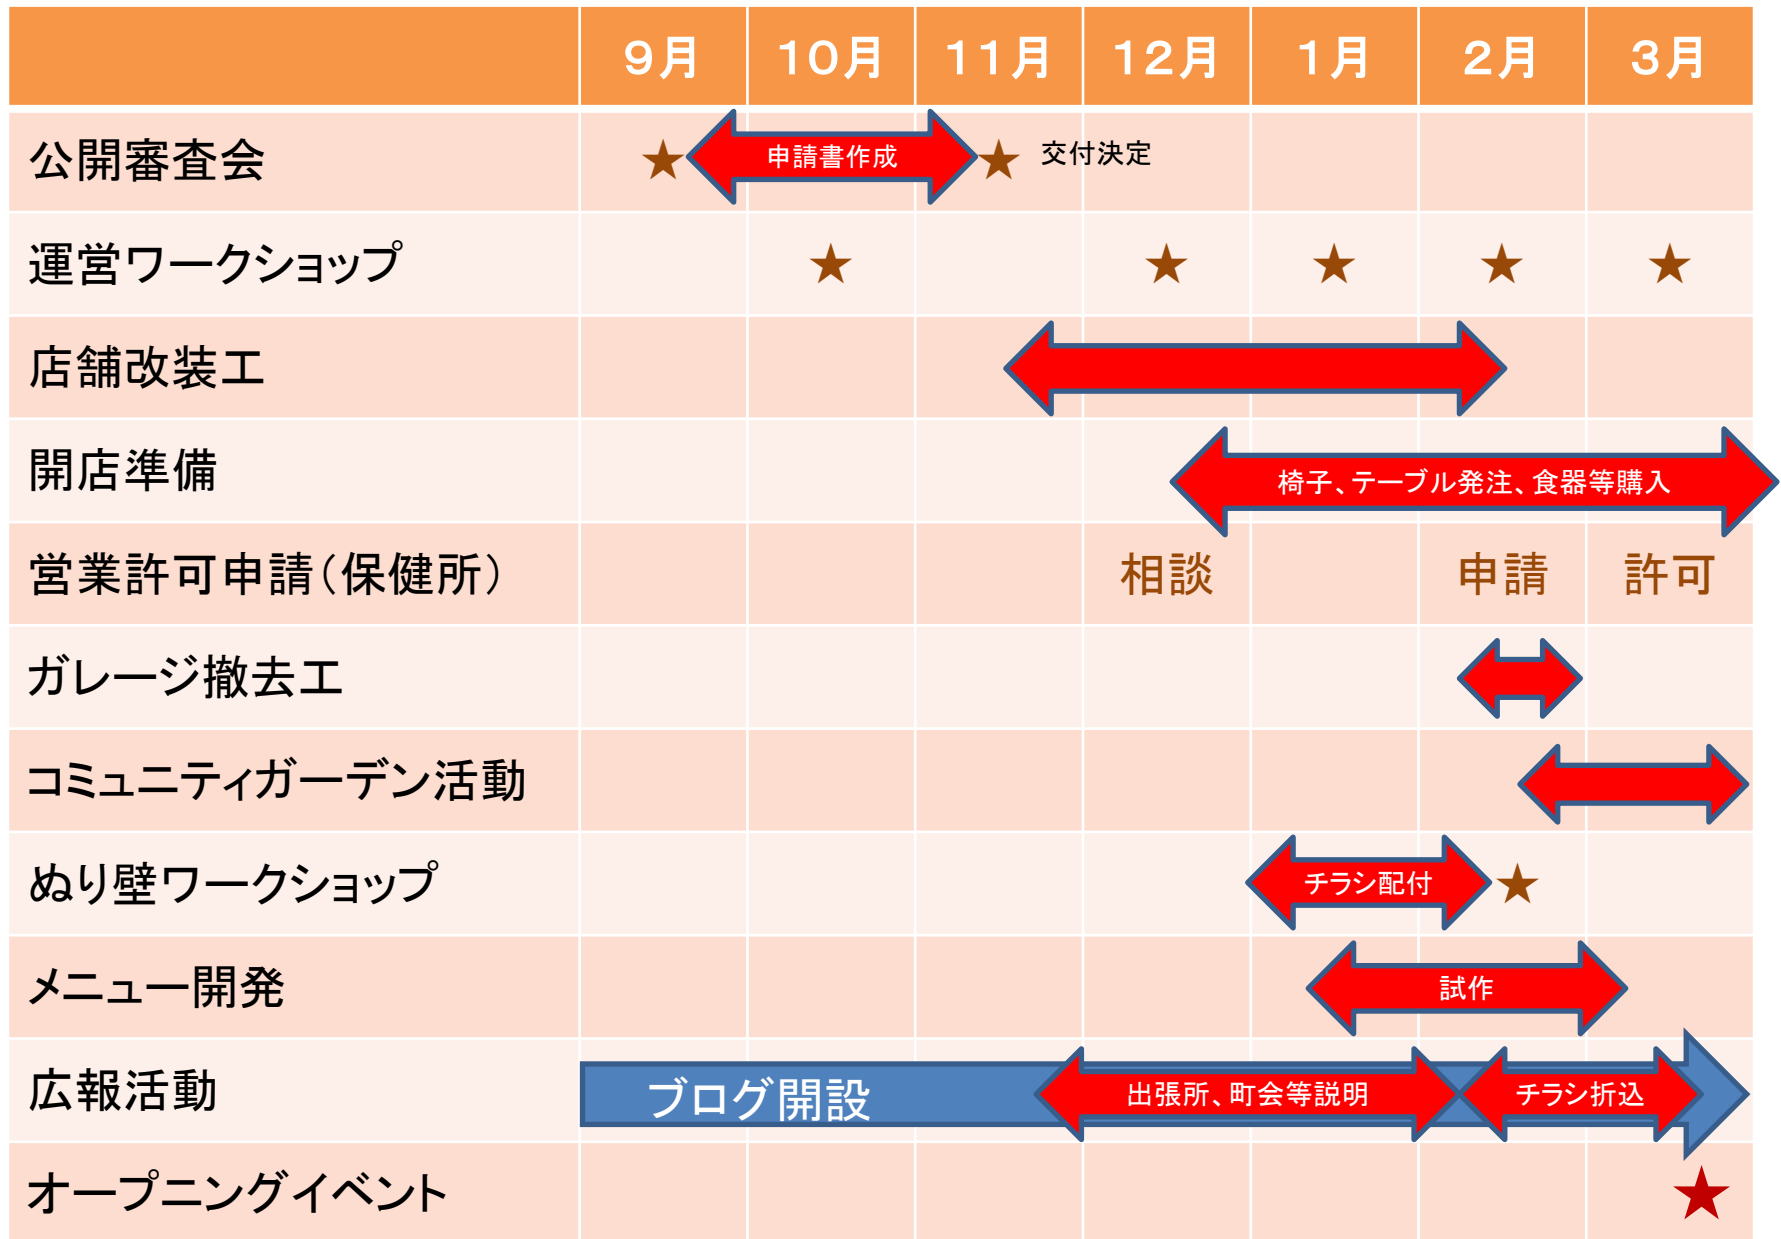 9月 10月 11月 12月 1月 2月 3月
公開審査会 ★ 申請書作成 ★ 交付決定
運営ワークショップ ★ ★ ★ ★ ★
店舗改装工
開店準備 椅子、テーブル発注、食器等購入
営業許可申請(保健所) 相談 申請 許可
ガレージ撤去工
コミュニティガーデン活動
ぬり壁ワークショップ チラシ配付 ★
メニュー開発 試作
広報活動 ブログ開設 出張所、町会等説明 チラシ折込
オープニングイベント ★